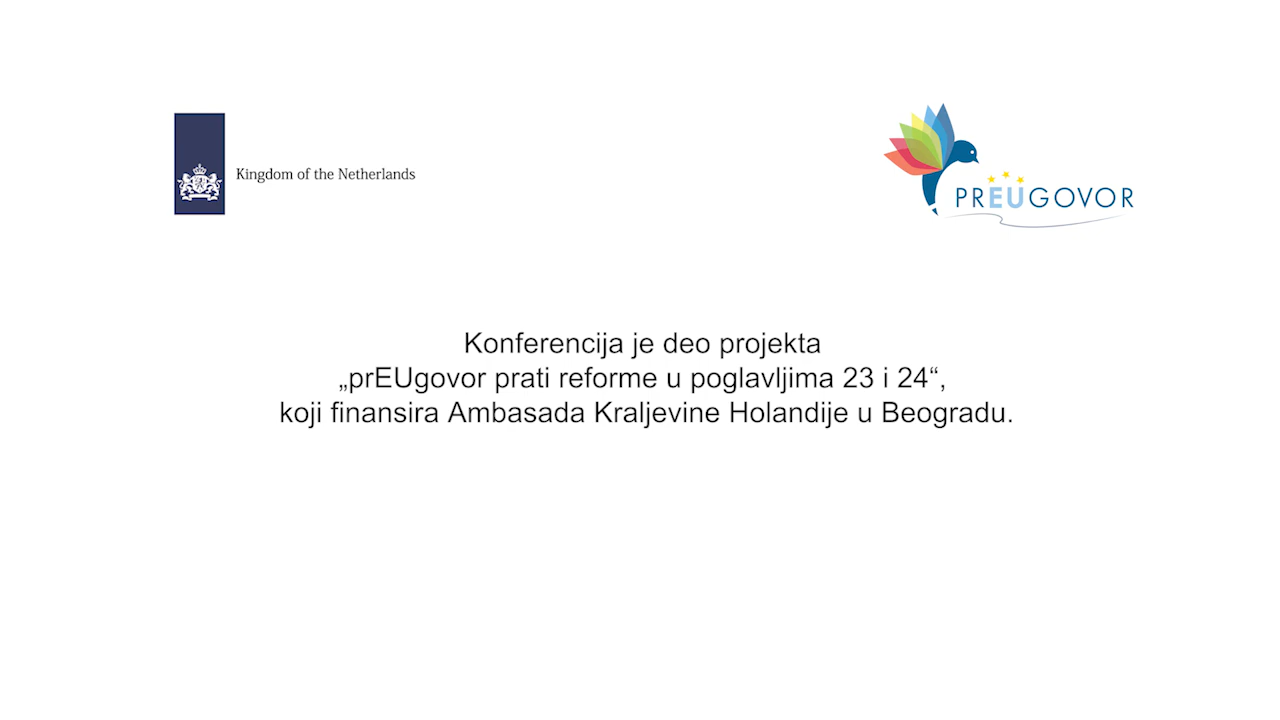 Kingdom of the Netherlands
PREUGOVOR
Konferencija je deo projekta
„prEUgovor prati reforme u poglavljima 23 i 24“,
koji finansira Ambasada Kraljevine Holandije u Beogradu.